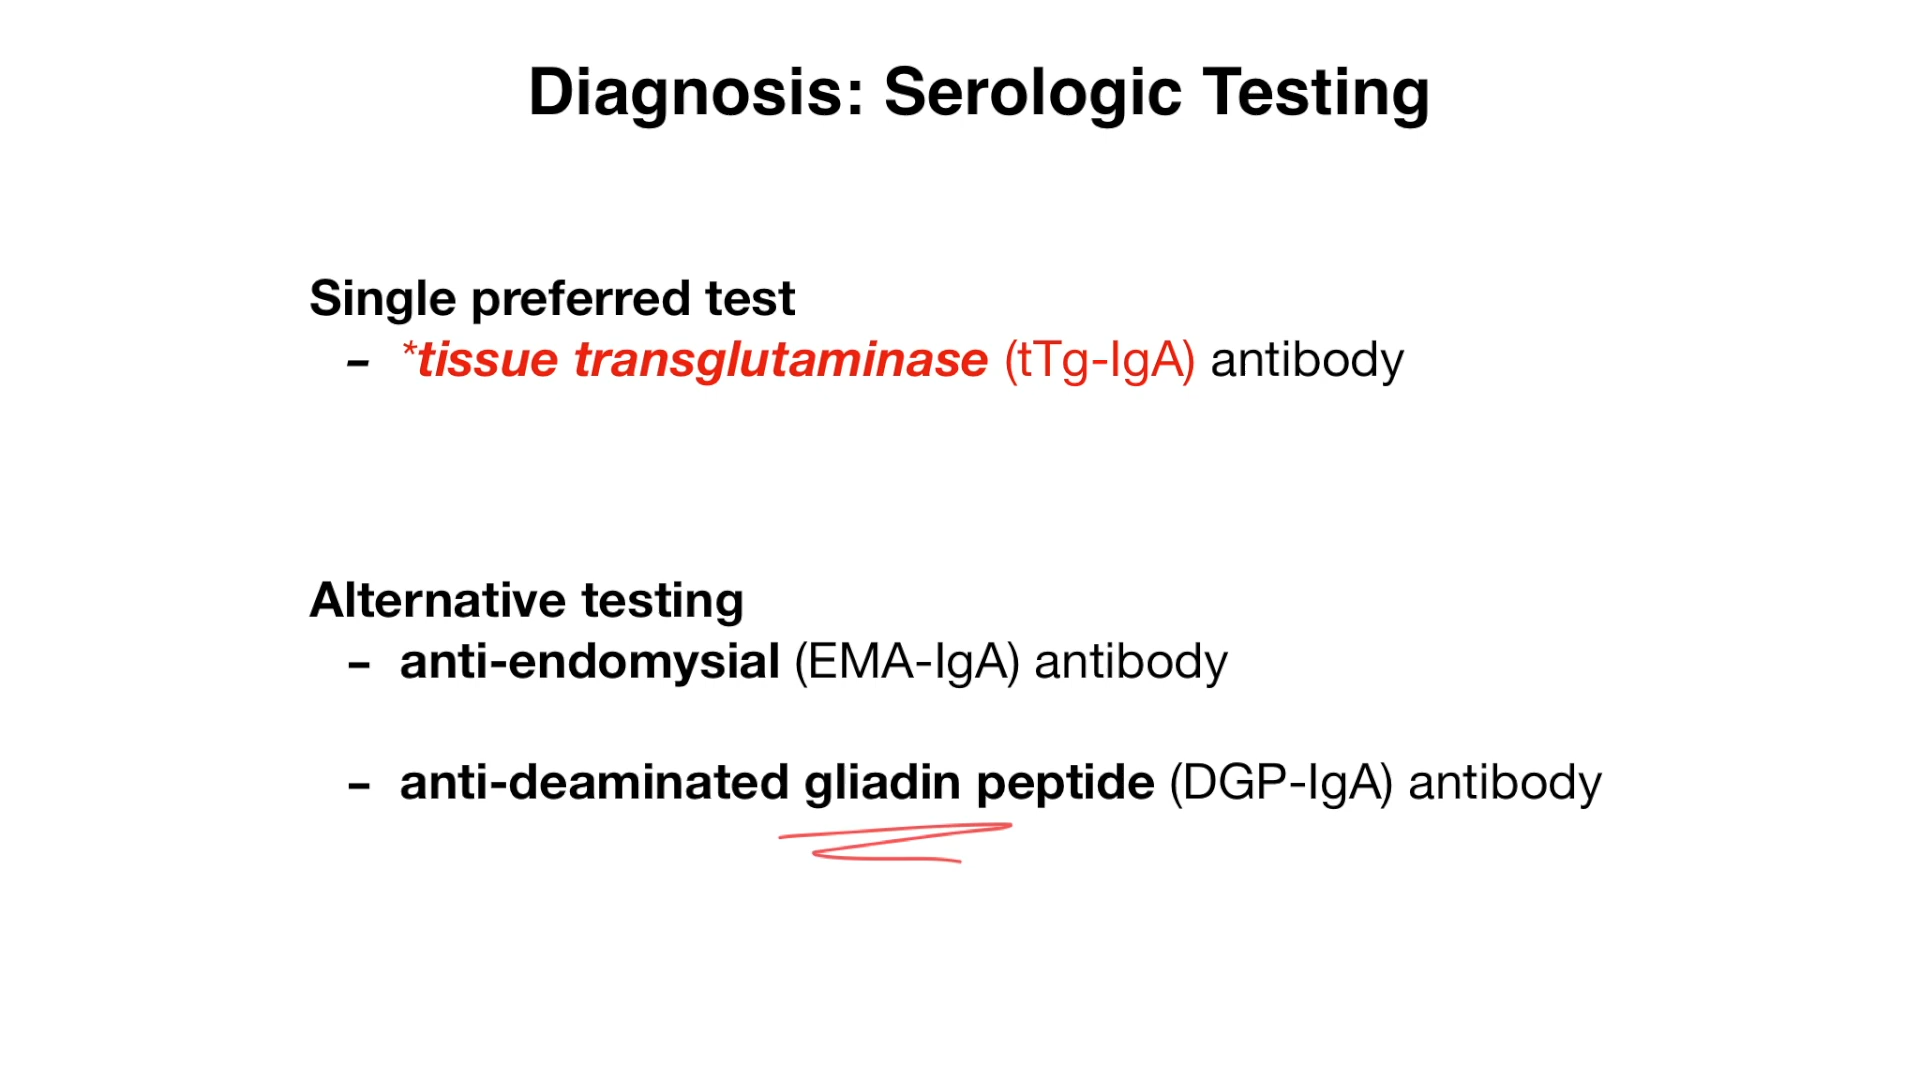 Diagnosis: Serologic Testing
Single preferred test
– *tissue transglutaminase (tTg-IgA) antibody
Alternative testing
– anti-endomysial (EMA-IgA) antibody
– anti-deaminated gliadin peptide (DGP-IgA) antibody